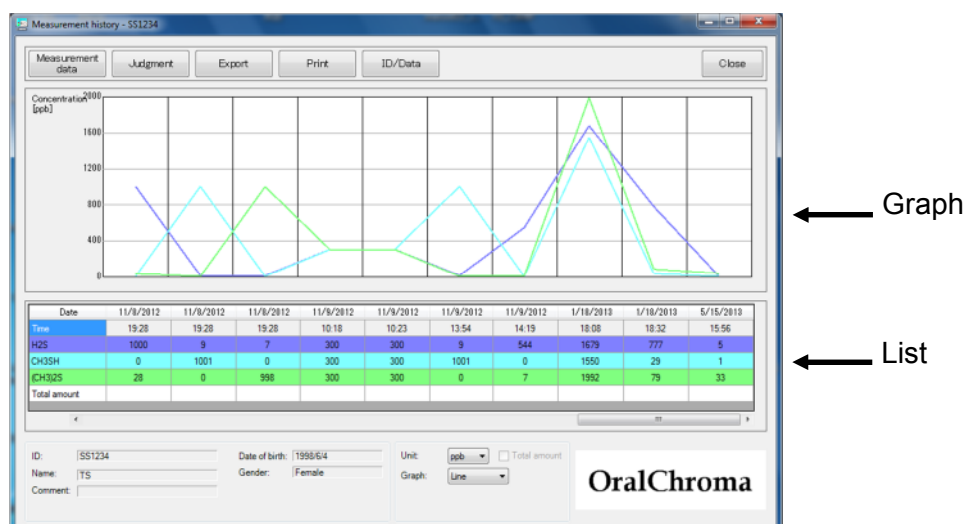 Measurement history - SS1234
Measurement data Judgment Export Print ID/Data Close
Concentration [ppb]
2000
1600
1200
800
400
0
Graph
Date 11/8/2012 11/8/2012 11/8/2012 11/9/2012 11/9/2012 11/9/2012 11/9/2012 1/18/2013 1/18/2013 5/15/2013
Time 19:28 19:28 19:28 10:18 10:23 13:54 14:19 18:08 18:32 15:56
H2S 1000 9 7 300 300 9 544 1679 777 5
CH3SH 0 1001 0 300 300 1001 0 1550 29 1
(CH3)2S 28 0 998 300 300 0 7 1992 79 33
Total amount
List
ID: SS1234 Date of birth: 1998/6/4 Unit: ppb Total amount
Name: TS Gender: Female Graph: Line
Comment:
OralChroma